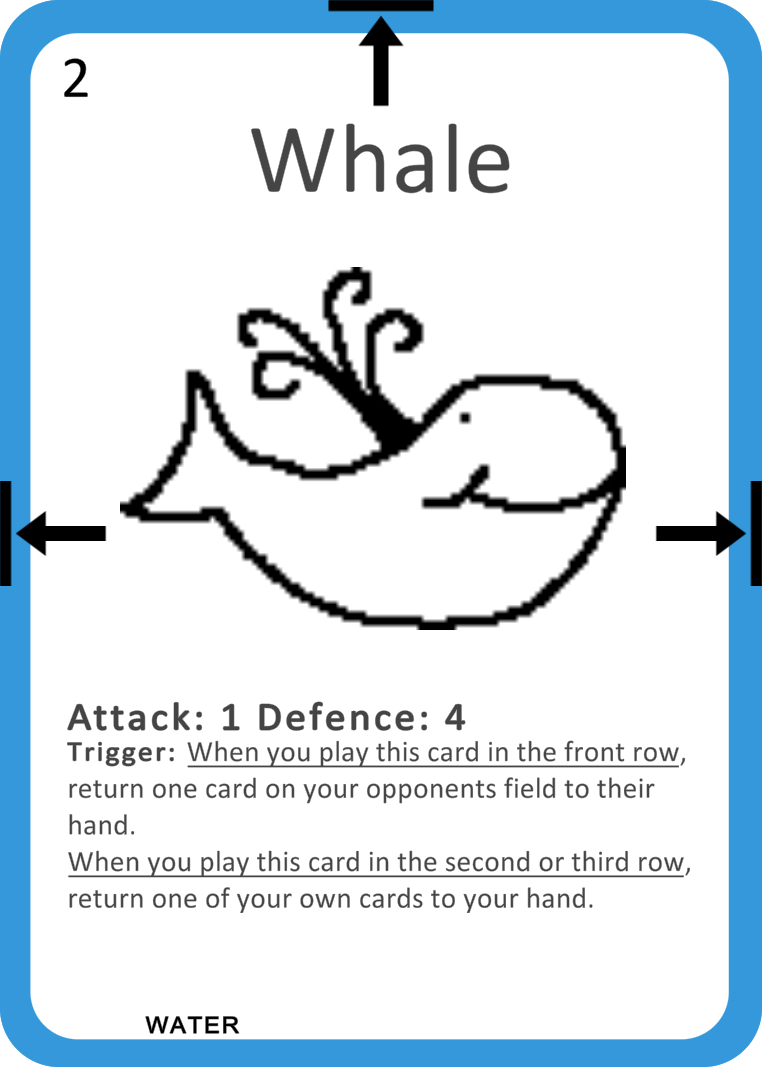 2
Whale
Attack: 1 Defence: 4
Trigger: When you play this card in the front row,
return one card on your opponents field to their
hand.
When you play this card in the second or third row,
return one of your own cards to your hand.
WATER